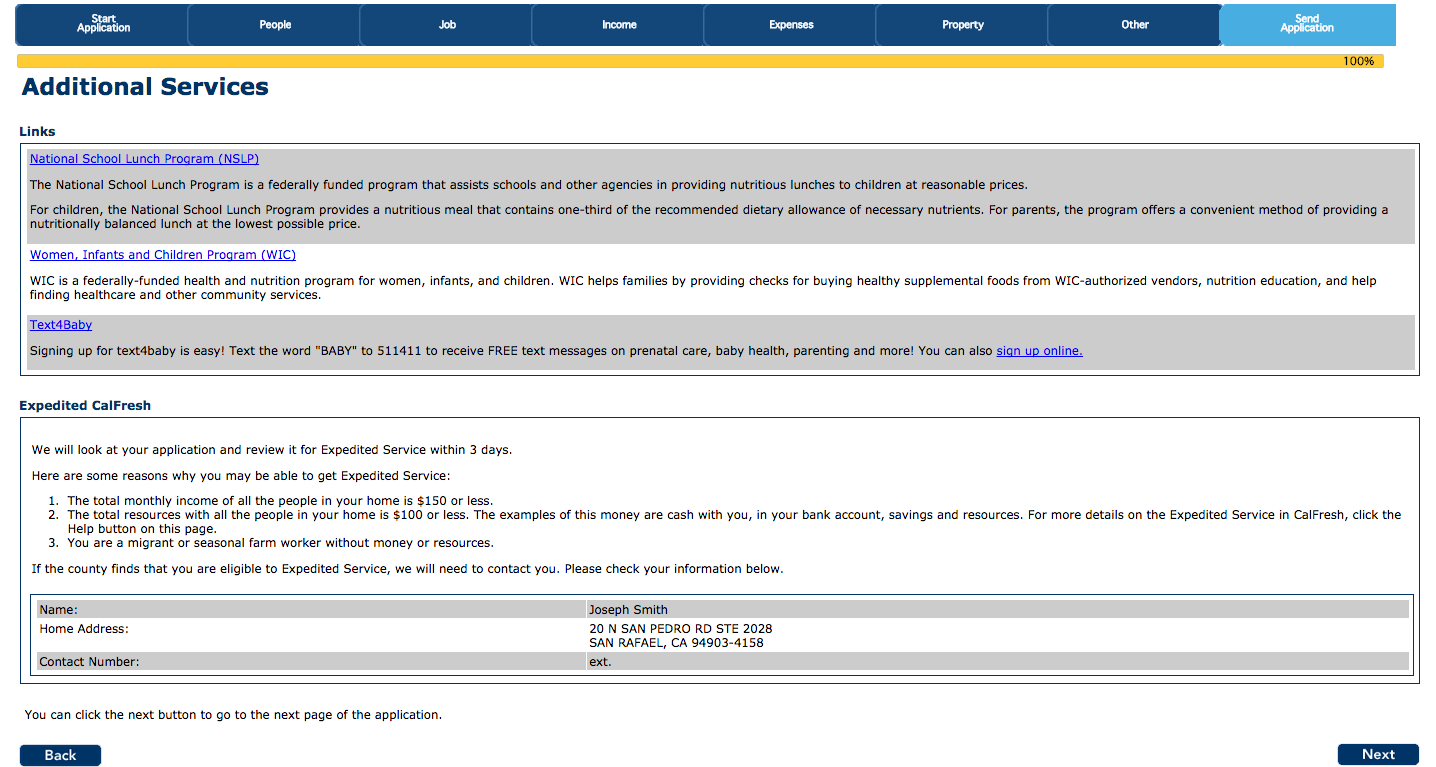 Start
Application
People
Job
Income
Expenses
Property
Other
Send
Application
100%
Additional Services
Links
National School Lunch Program (NSLP)
The National School Lunch Program is a federally funded program that assists schools and other agencies in providing nutritious lunches to children at reasonable prices.
For children, the National School Lunch Program provides a nutritious meal that contains one-third of the recommended dietary allowance of necessary nutrients. For parents, the program offers a convenient method of providing a
nutritionally balanced lunch at the lowest possible price.
Women, Infants and Children Program (WIC)
WIC is a federally-funded health and nutrition program for women, infants, and children. WIC helps families by providing checks for buying healthy supplemental foods from WIC-authorized vendors, nutrition education, and help
finding healthcare and other community services.
Text4Baby
Signing up for text4baby is easy! Text the word "BABY" to 511411 to receive FREE text messages on prenatal care, baby health, parenting and more! You can also sign up online.
Expedited CalFresh
We will look at your application and review it for Expedited Service within 3 days.
Here are some reasons why you may be able to get Expedited Service:
1. The total monthly income of all the people in your home is $150 or less.
2. The total resources with all the people in your home is $100 or less. The examples of this money are cash with you, in your bank account, savings and resources. For more details on the Expedited Service in CalFresh, click the
Help button on this page.
3. You are a migrant or seasonal farm worker without money or resources.
If the county finds that you are eligible to Expedited Service, we will need to contact you. Please check your information below.
Name: Joseph Smith
Home Address: 20 N SAN PEDRO RD STE 2028
SAN RAFAEL, CA 94903-4158
Contact Number: ext.
You can click the next button to go to the next page of the application.
Back
Next